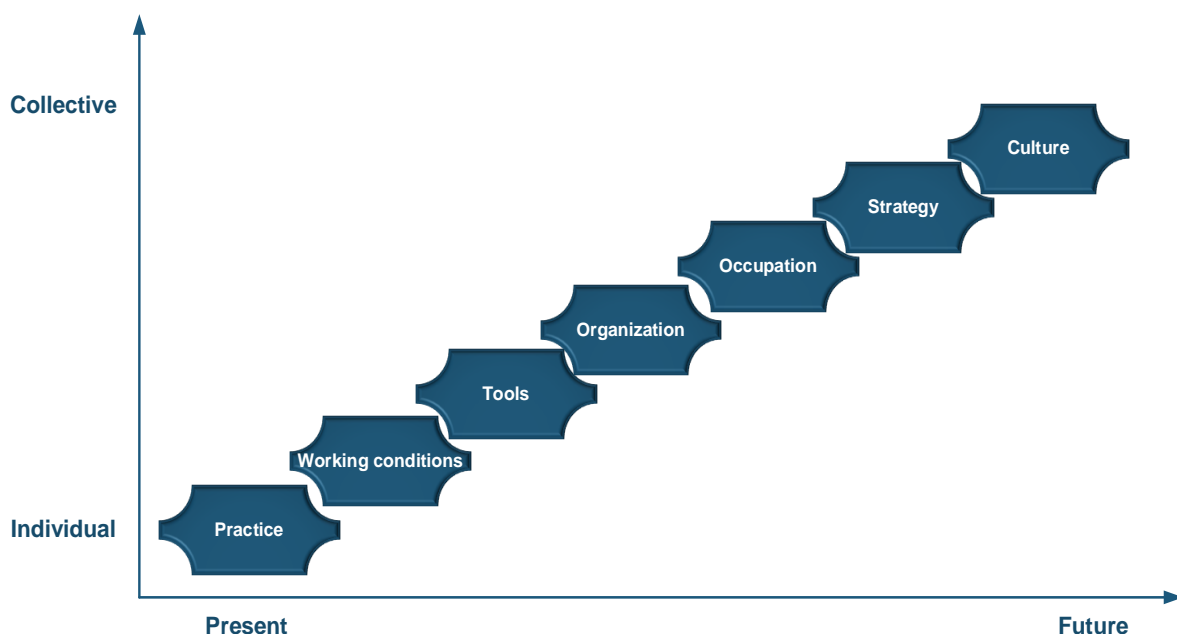 Collective
Culture
Strategy
Occupation
Organization
Tools
Working conditions
Individual
Practice
Present
Future